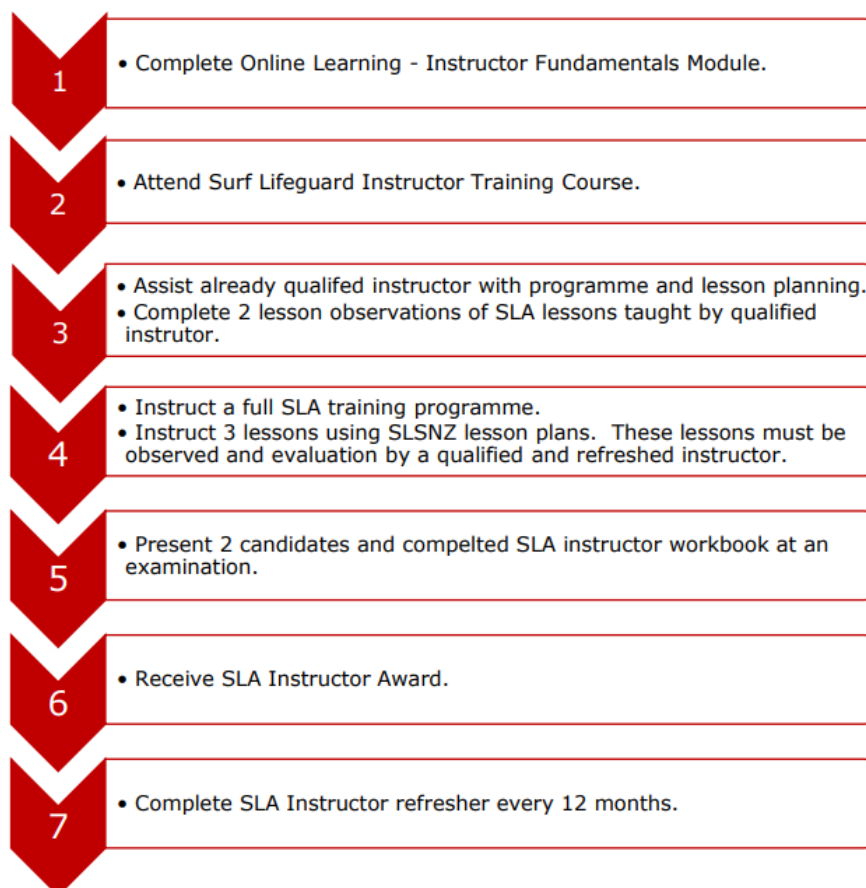 1
• Complete Online Learning - Instructor Fundamentals Module.
2
• Attend Surf Lifeguard Instructor Training Course.
3
• Assist already qualifed instructor with programme and lesson planning.
• Complete 2 lesson observations of SLA lessons taught by qualified
instrutor.
4
• Instruct a full SLA training programme.
• Instruct 3 lessons using SLSNZ lesson plans.  These lessons must be
observed and evaluation by a qualified and refreshed instructor.
5
• Present 2 candidates and compelted SLA instructor workbook at an
examination.
6
• Receive SLA Instructor Award.
7
• Complete SLA Instructor refresher every 12 months.